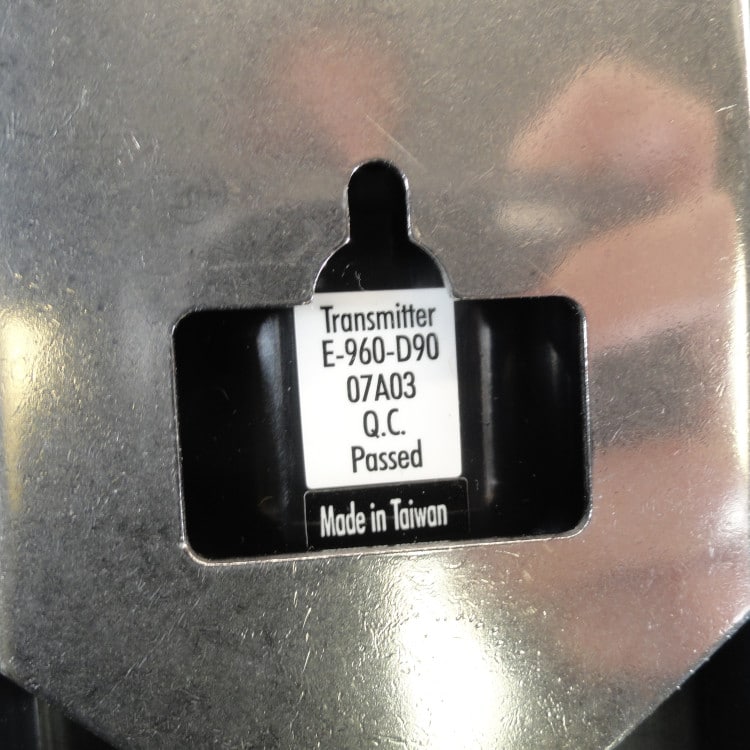 Transmitter
E-960-D90
07A03
Q.C.
Passed
Made in Taiwan